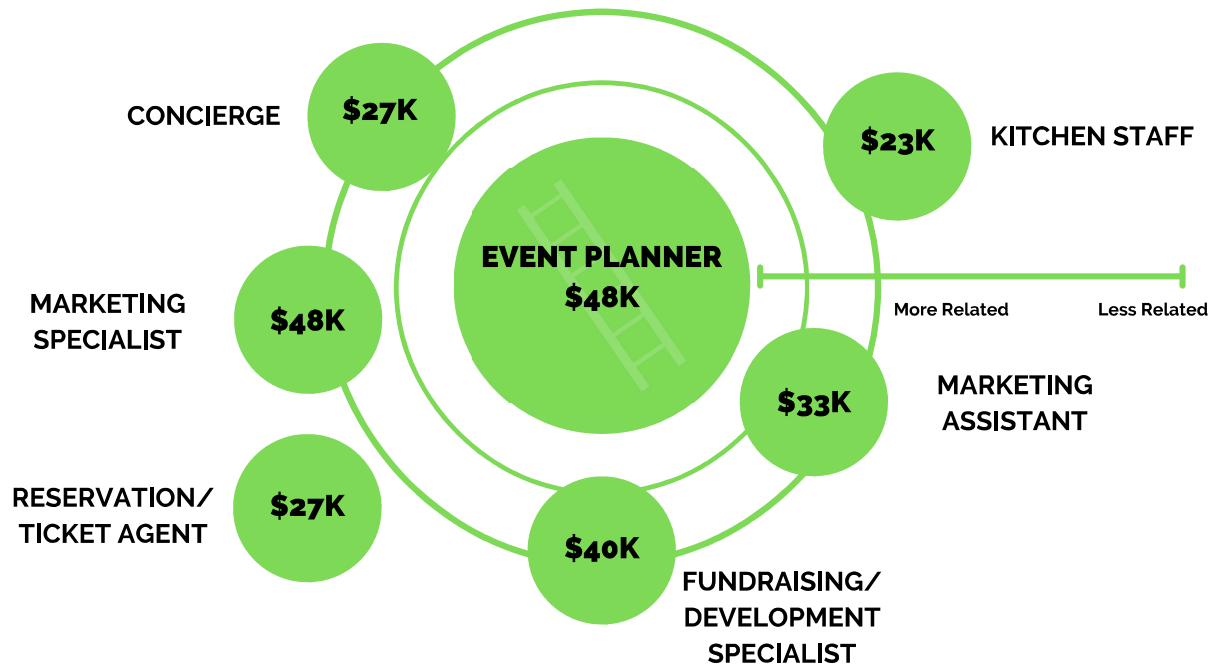 CONCIERGE
$27K
$23K
KITCHEN STAFF
EVENT PLANNER
$48K
More Related
Less Related
MARKETING
SPECIALIST
$48K
$33K
MARKETING
ASSISTANT
RESERVATION/
TICKET AGENT
$27K
$40K
FUNDRAISING/
DEVELOPMENT
SPECIALIST